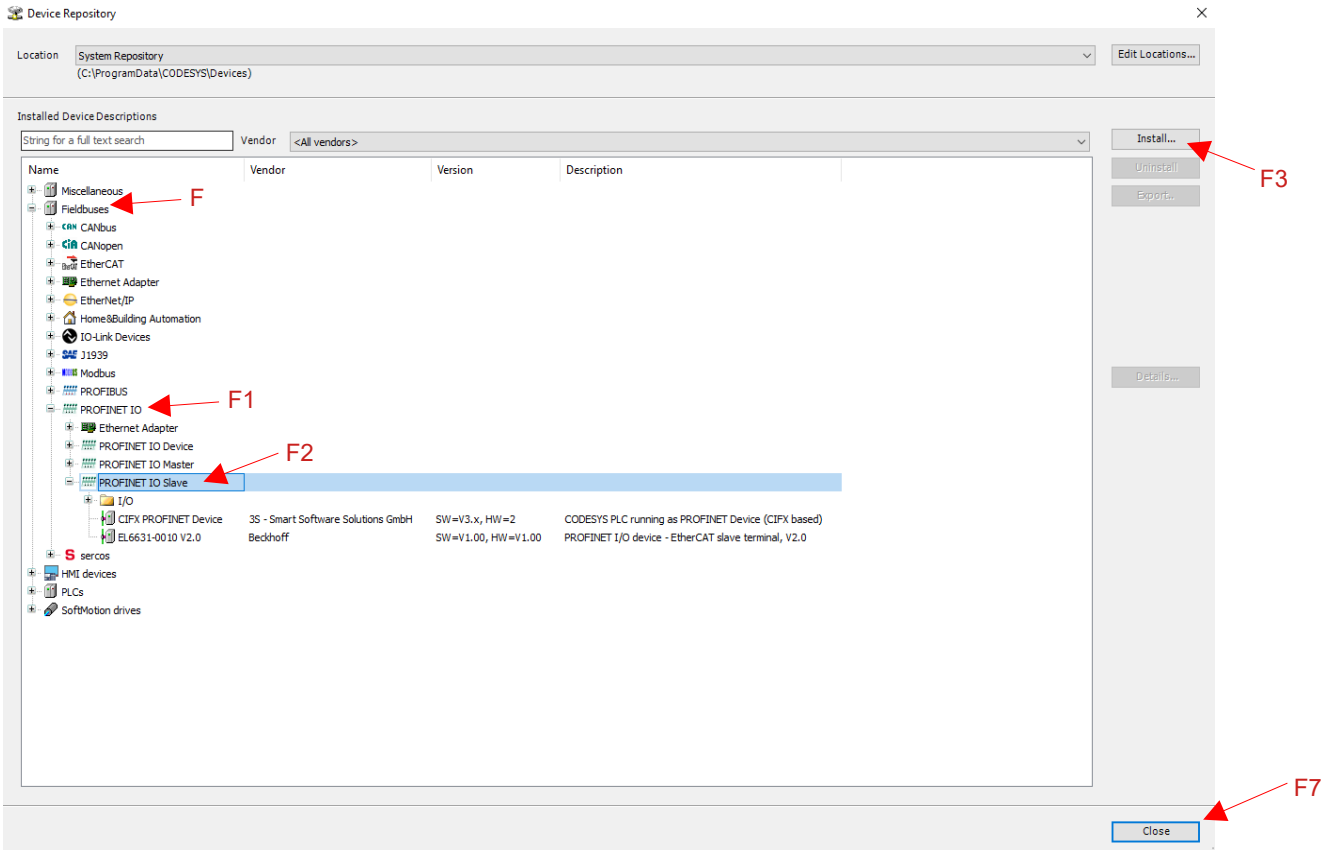 Device Repository
Location System Repository Edit Locations...
(C:\ProgramData\CODESYS\Devices)
Installed Device Descriptions
String for a full text search Vendor <All vendors> Install...
Name Vendor Version Description Uninstall
F3
Miscellaneous
Export...
F
Fieldbuses
CAN CANbus
CiA CANopen
EtherCAT
Ethernet Adapter
EtherNet/IP
Home&Building Automation
IO-Link Devices
SAE J1939
Modbus Details...
PROFIBUS
PROFINET IO F1
Ethernet Adapter
PROFINET IO Device
F2
PROFINET IO Master
PROFINET IO Slave
I/O
CIFX PROFINET Device 3S - Smart Software Solutions GmbH SW=V3.x, HW=2 CODESYS PLC running as PROFINET Device (CIFX based)
EL6631-0010 V2.0 Beckhoff SW=V1.00, HW=V1.00 PROFINET I/O device - EtherCAT slave terminal, V2.0
S sercos
HMI devices
PLCs
SoftMotion drives
F7
Close